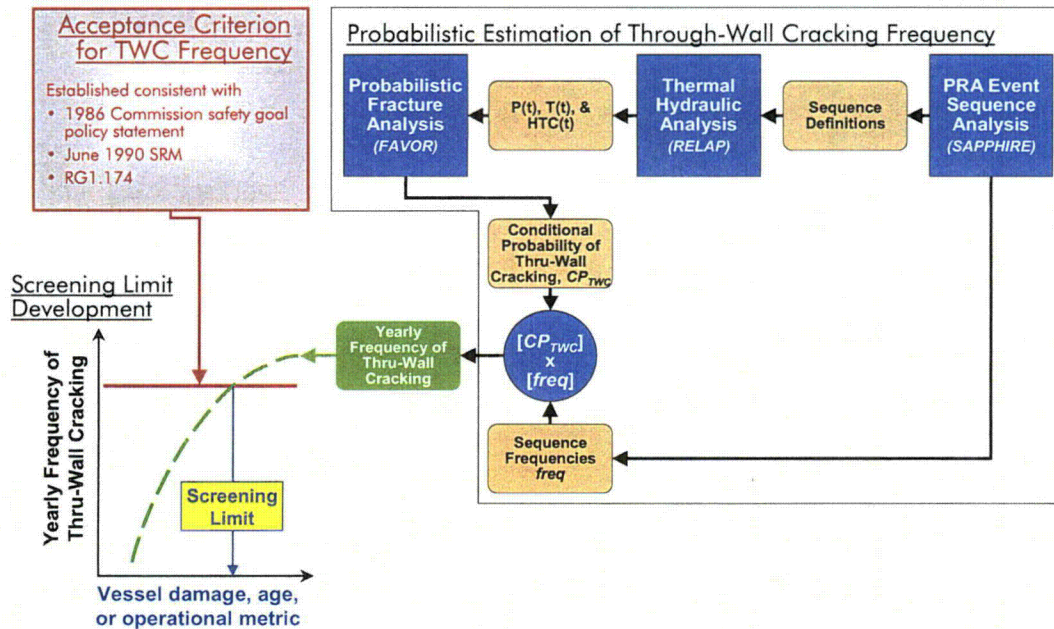 Acceptance Criterion
for TWC Frequency
Established consistent with
• 1986 Commission safety goal
policy statement
• June 1990 SRM
• RG1.174
Probabilistic Estimation of Through-Wall Cracking Frequency
Probabilistic
Fracture
Analysis
(FAVOR)
P(t), T(t), &
HTC(t)
Thermal
Hydraulic
Analysis
(RELAP)
Sequence
Definitions
PRA Event
Sequence
Analysis
(SAPPHIRE)
Conditional
Probability of
Thru-Wall
Cracking, CPTWC
[CPTWC]
x
[freq]
Sequence
Frequencies
freq
Yearly
Frequency of
Thru-Wall
Cracking
Screening Limit
Development
Yearly Frequency of
Thru-Wall Cracking
Screening
Limit
Vessel damage, age,
or operational metric